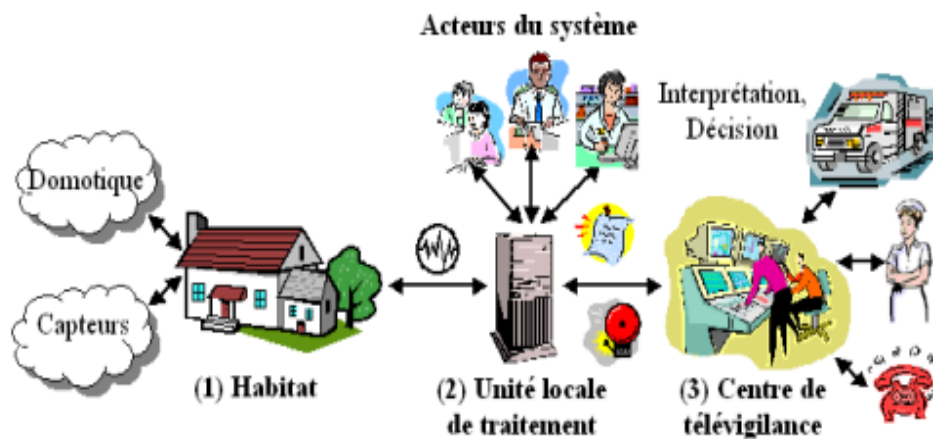 Acteurs du système
Interprétation,
Décision
Domotique
Capteurs
(1) Habitat
(2) Unité locale
de traitement
(3) Centre de
télévigilance